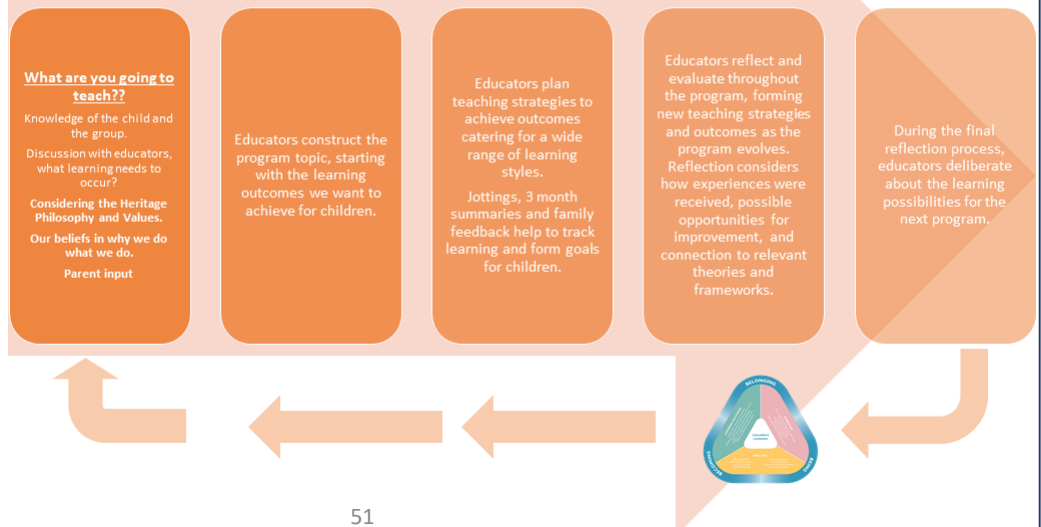 What are you going to
teach??
Knowledge of the child and
the group.
Discussion with educators,
what learning needs to
occur?
Considering the Heritage
Philosophy and Values.
Our beliefs in why we do
what we do.
Parent input
Educators construct the
program topic, starting
with the learning
outcomes we want to
achieve for children.
Educators plan
teaching strategies to
achieve outcomes
catering for a wide
range of learning
styles.
Jottings, 3 month
summaries and family
feedback help to track
learning and form goals
for children.
Educators reflect and
evaluate throughout
the program, forming
new teaching strategies
and outcomes as the
program evolves.
Reflection considers
how experiences were
received, possible
opportunities for
improvement, and
connection to relevant
theories and
frameworks.
During the final
reflection process,
educators deliberate
about the learning
possibilities for the
next program.
BELONGING
BECOMING
BEING
51